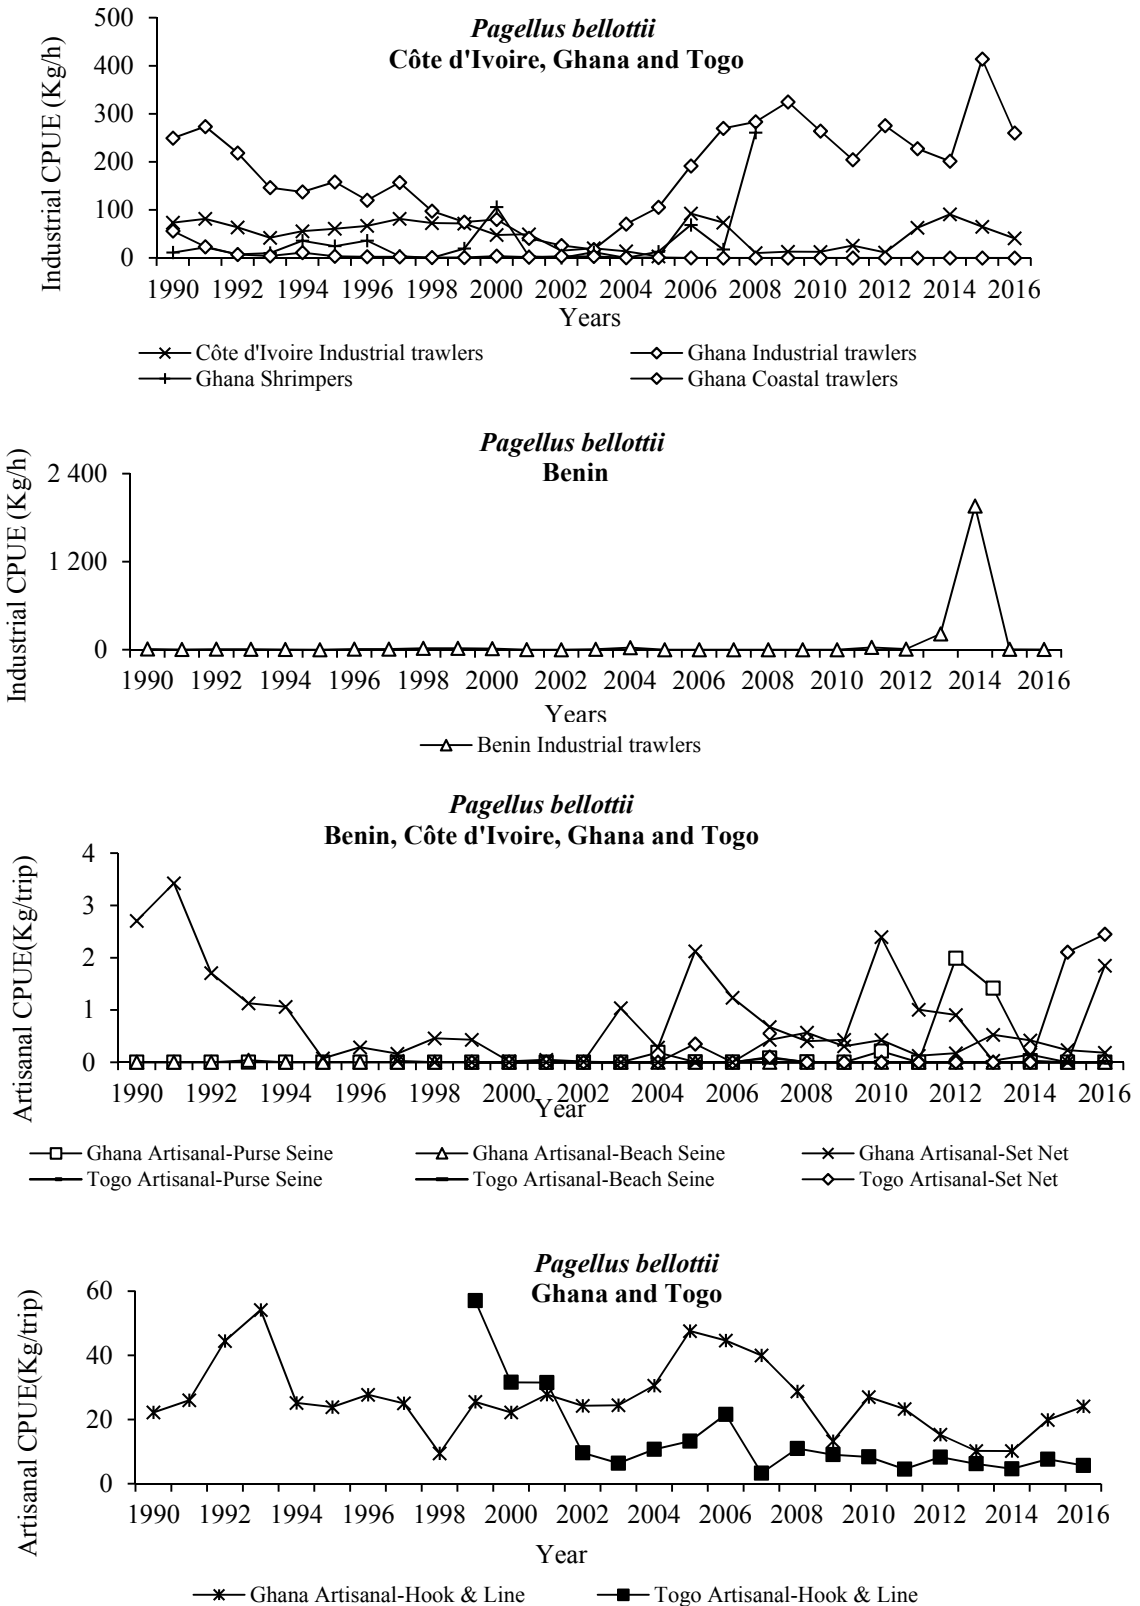 Pagellus bellottii
Côte d'Ivoire, Ghana and Togo
Industrial CPUE (Kg/h)
500
400
300
200
100
0
1990 1992 1994 1996 1998 2000 2002 2004 2006 2008 2010 2012 2014 2016
Years
Côte d'Ivoire Industrial trawlers Ghana Industrial trawlers
Ghana Shrimpers Ghana Coastal trawlers
Pagellus bellottii
Benin
Industrial CPUE (Kg/h)
2 400
1 200
0
1990 1992 1994 1996 1998 2000 2002 2004 2006 2008 2010 2012 2014 2016
Years
Benin Industrial trawlers
Pagellus bellottii
Benin, Côte d'Ivoire, Ghana and Togo
Artisanal CPUE(Kg/trip)
4
3
2
1
0
1990 1992 1994 1996 1998 2000 2002 2004 2006 2008 2010 2012 2014 2016
Year
Ghana Artisanal-Purse Seine Ghana Artisanal-Beach Seine Ghana Artisanal-Set Net
Togo Artisanal-Purse Seine Togo Artisanal-Beach Seine Togo Artisanal-Set Net
Pagellus bellottii
Ghana and Togo
Artisanal CPUE(Kg/trip)
60
40
20
0
1990 1992 1994 1996 1998 2000 2002 2004 2006 2008 2010 2012 2014 2016
Year
Ghana Artisanal-Hook & Line Togo Artisanal-Hook & Line